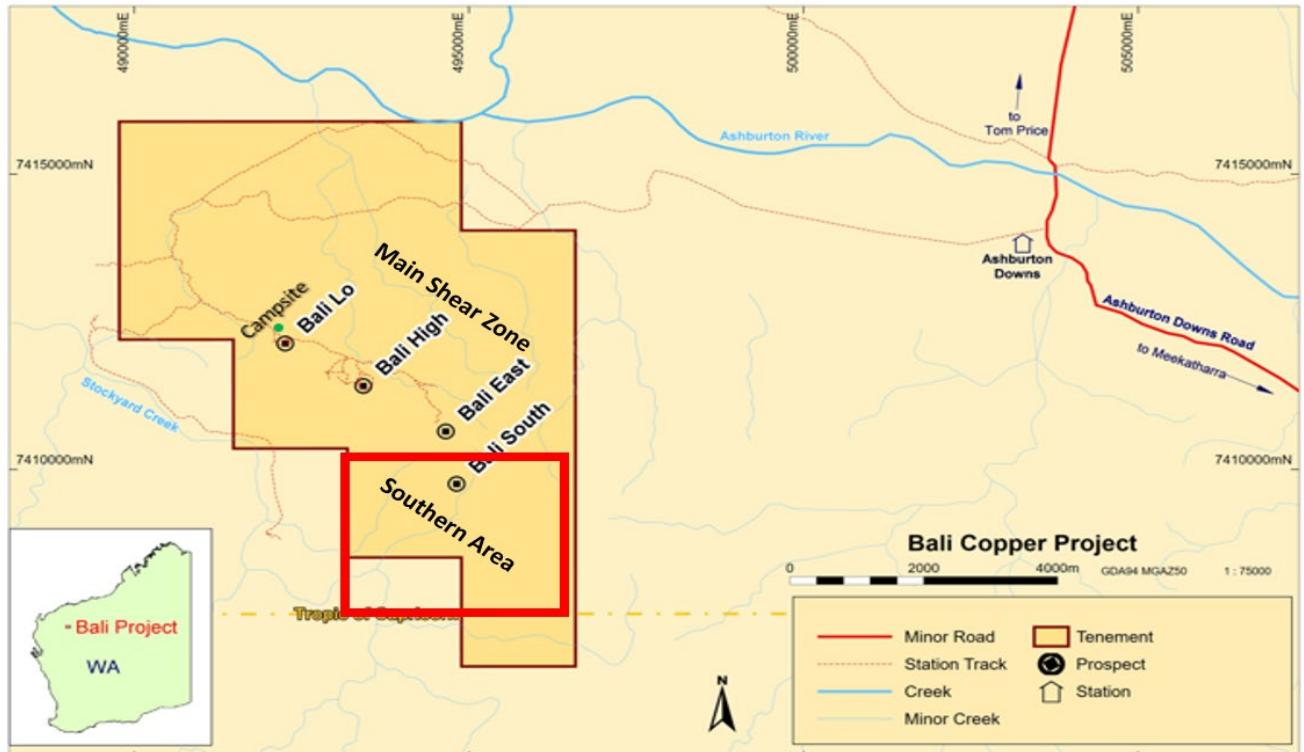 490000mE
495000mE
500000mE
505000mE
to
Tom Price
Ashburton River
7415000mN
7415000mN
Ashburton
Downs
Main Shear Zone
Campsite
Bali Lo
Bali High
Ashburton Downs Road
to Meekatharra
Bali East
Stockyard Creek
Bali South
7410000mN
7410000mN
Southern Area
Bali Copper Project
0
2000
4000m
GDA94 MGAZ50
1 : 75000
Tropic of Capricorn
Bali Project
WA
Minor Road
Station Track
Creek
Minor Creek
Tenement
Prospect
Station
N